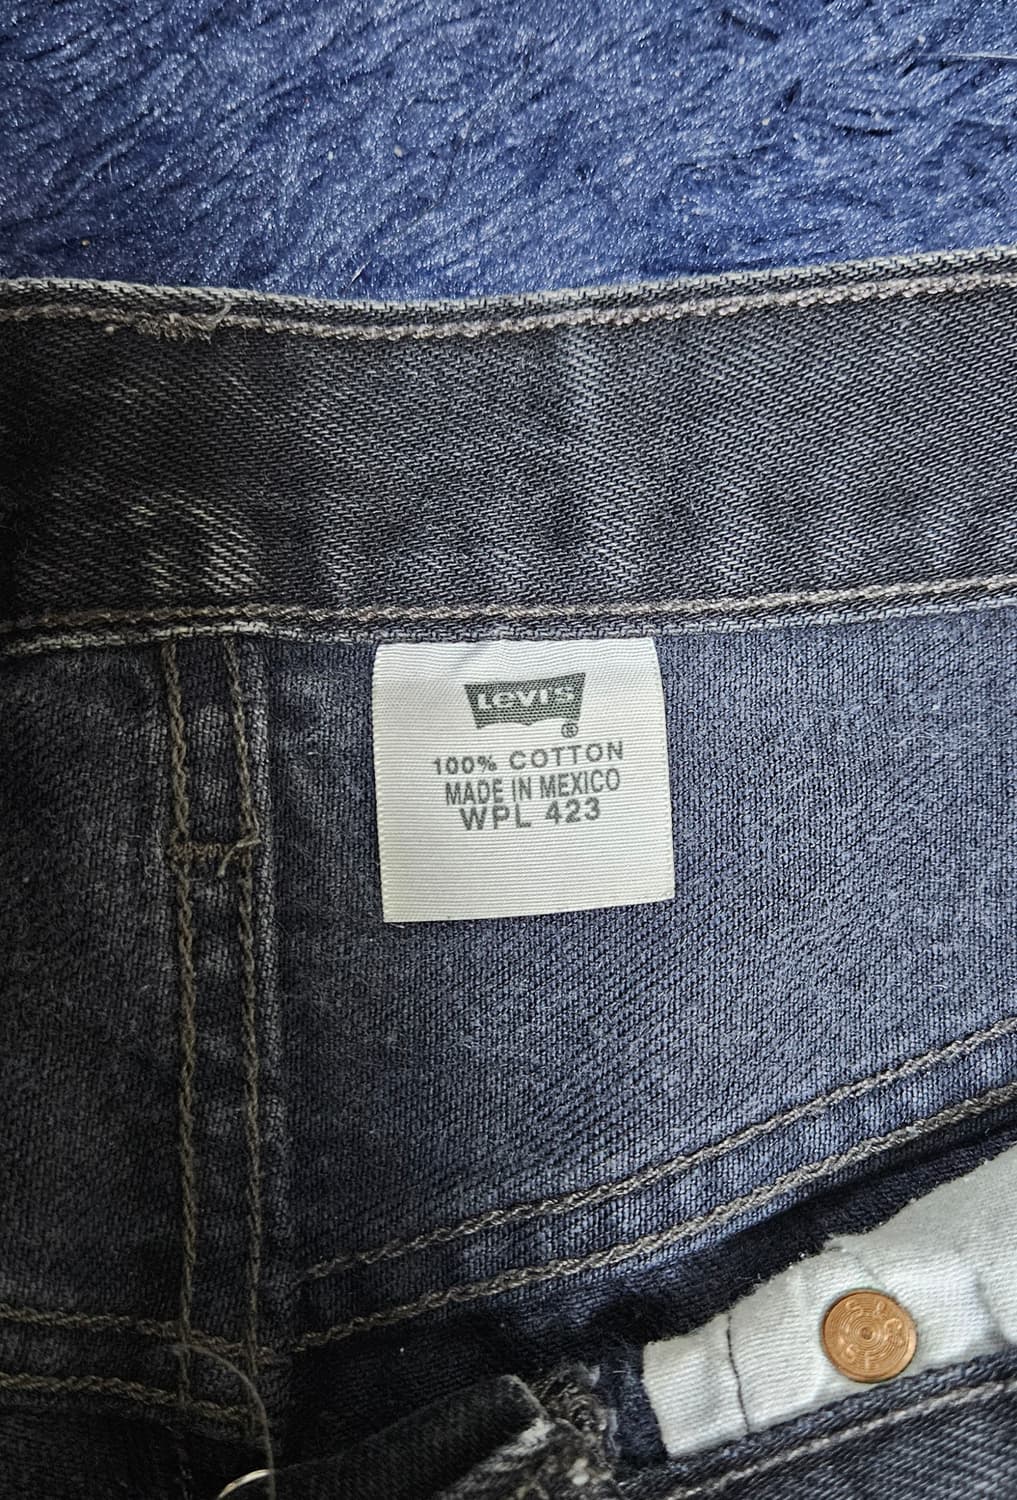 LEVI'S
®
100% COTTON
MADE IN MEXICO
WPL 423